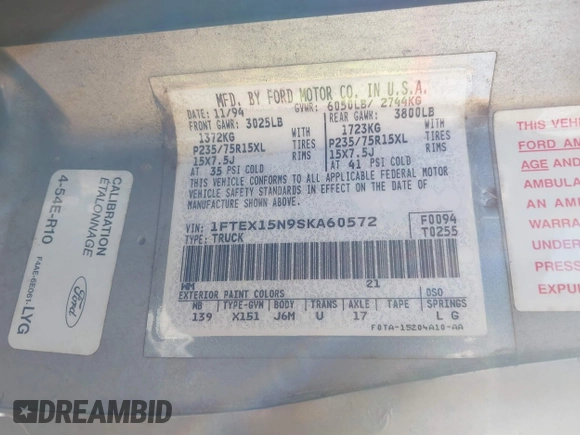 MFD. BY FORD MOTOR CO. IN U.S.A.
DATE: 11/94 GVWR: 6050LB/ 2744KG
FRONT GAWR: 3025LB REAR GAWR: 3800LB
1372KG WITH 1723KG WITH
P235/75R15XL TIRES P235/75R15XL TIRES
15X7.5J RIMS 15X7.5J RIMS
AT 35 PSI COLD AT 41 PSI COLD
THIS VEHICLE CONFORMS TO ALL APPLICABLE FEDERAL MOTOR
VEHICLE SAFETY STANDARDS IN EFFECT ON THE DATE OF
MANUFACTURE SHOWN ABOVE.
VIN: 1FTEX15N9SKA60572 F0094
TYPE: TRUCK T0255
WM 21
EXTERIOR PAINT COLORS DSO
WB TYPE-GVM BODY TRANS AXLE TAPE SPRINGS
139 X151 J6M U 17 L G
F0TA-15204A10-AA
CALIBRATION
ETALONNAGE
4-54E-R10
F4AE-6E061
LYG
Ford
THIS VEH
FORD AM
AGE AND
AMBULA
AN AMBU
WARRA
UNDER
PRESS
EXPU
DREAMBID